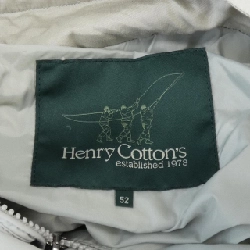 Henry Cotton's
established 1978
52